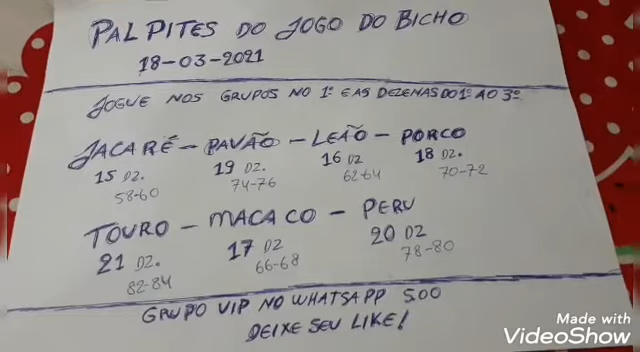 PALPITES DO JOGO DO BICHO
18-03-2021
JOGUE NOS GRUPOS NO 1º E AS DEZENAS DO 1º AO 3º
JACARÉ - PAVÃO - LEÃO - PORCO
15 DZ. 19 DZ. 16 DZ 18 DZ.
58-60 74-76 62-64 70-72
TOURO - MACACO - PERU
21 DZ. 17 DZ 20 DZ
82-84 66-68 78-80
GRUPO VIP NO WHATSAPP 5.00
DEIXE SEU LIKE!
Made with
VideoShow